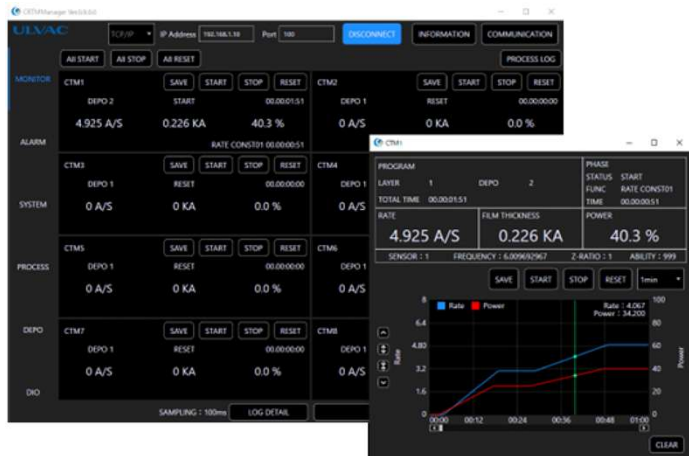 CRTMManager Ver.0.8.0.0
ULVAC TCP/IP IP Address 192.168.1.10 Port 100 DISCONNECT INFORMATION COMMUNICATION
All START All STOP All RESET PROCESS LOG
MONITOR
ALARM
SYSTEM
PROCESS
DEPO
DIO
CTM1 SAVE START STOP RESET
DEPO 2 START 00.00:01:51
4.925 A/S 0.226 KA 40.3 %
RATE CONST01 00.00:00:51
CTM2 SAVE START STOP RESET
DEPO 1 RESET 00.00:00:00
0 A/S 0 KA 0.0 %
CTM3 SAVE START STOP RESET
DEPO 1 RESET 00.00:00:00
0 A/S 0 KA 0.0 %
CTM4
DEPO 1
0 A/S
CTM5 SAVE START STOP RESET
DEPO 1 RESET 00.00:00:00
0 A/S 0 KA 0.0 %
CTM6
DEPO 1
0 A/S
CTM7 SAVE START STOP RESET
DEPO 1 RESET 00.00:00:00
0 A/S 0 KA 0.0 %
CTM8
DEPO 1
0 A/S
SAMPLING : 100ms LOG DETAIL
CTM1
PROGRAM
LAYER 1 DEPO 2
TOTAL TIME 00.00:01:51
PHASE
STATUS START
FUNC RATE CONST01
TIME 00.00:00:51
RATE FILM THICKNESS POWER
4.925 A/S 0.226 KA 40.3 %
SENSOR : 1 FREQUENCY : 6.009692967 Z-RATIO : 1 ABILITY : 999
SAVE START STOP RESET 1min
Rate Power
Rate : 4.067
Power : 34.200
8 100
6.4 80
4.80 60
3.2 40
1.6 20
0 0
Rate
Power
00:00 00:12 00:24 00:36 00:48 01:00
CLEAR